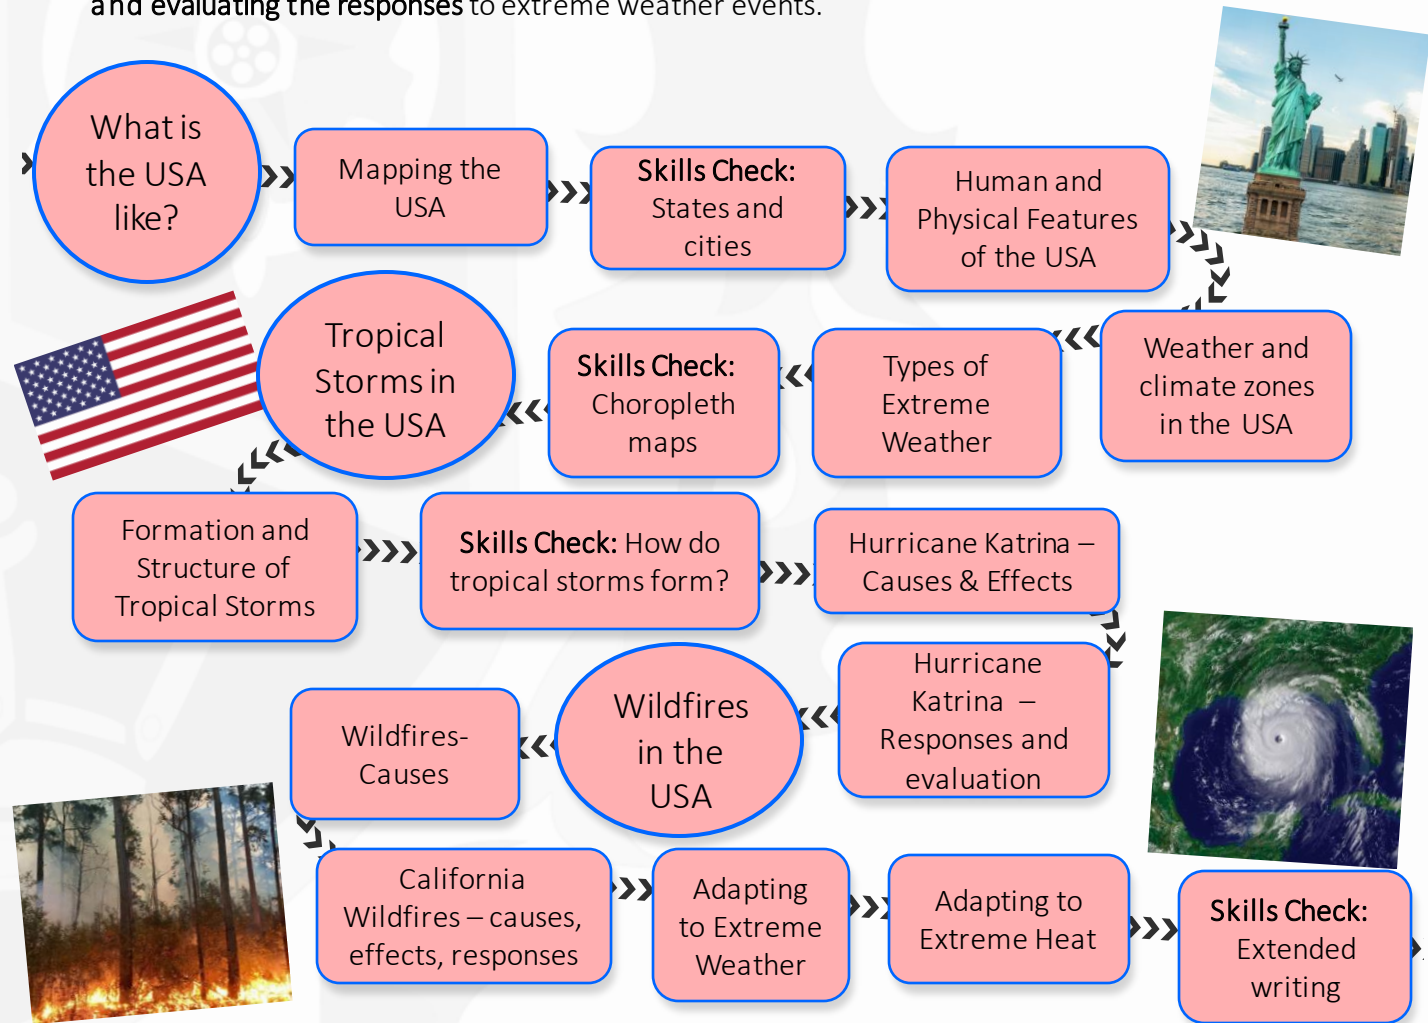 and evaluating the responses to extreme weather events.
What is
the USA
like?
Mapping the
USA
Skills Check:
States and
cities
Human and
Physical Features
of the USA
Weather and
climate zones
in the USA
Types of
Extreme
Weather
Skills Check:
Choropleth
maps
Tropical
Storms in
the USA
Formation and
Structure of
Tropical Storms
Skills Check: How do
tropical storms form?
Hurricane Katrina –
Causes & Effects
Hurricane
Katrina –
Responses and
evaluation
Wildfires
in the
USA
Wildfires-
Causes
California
Wildfires – causes,
effects, responses
Adapting
to Extreme
Weather
Adapting to
Extreme Heat
Skills Check:
Extended
writing